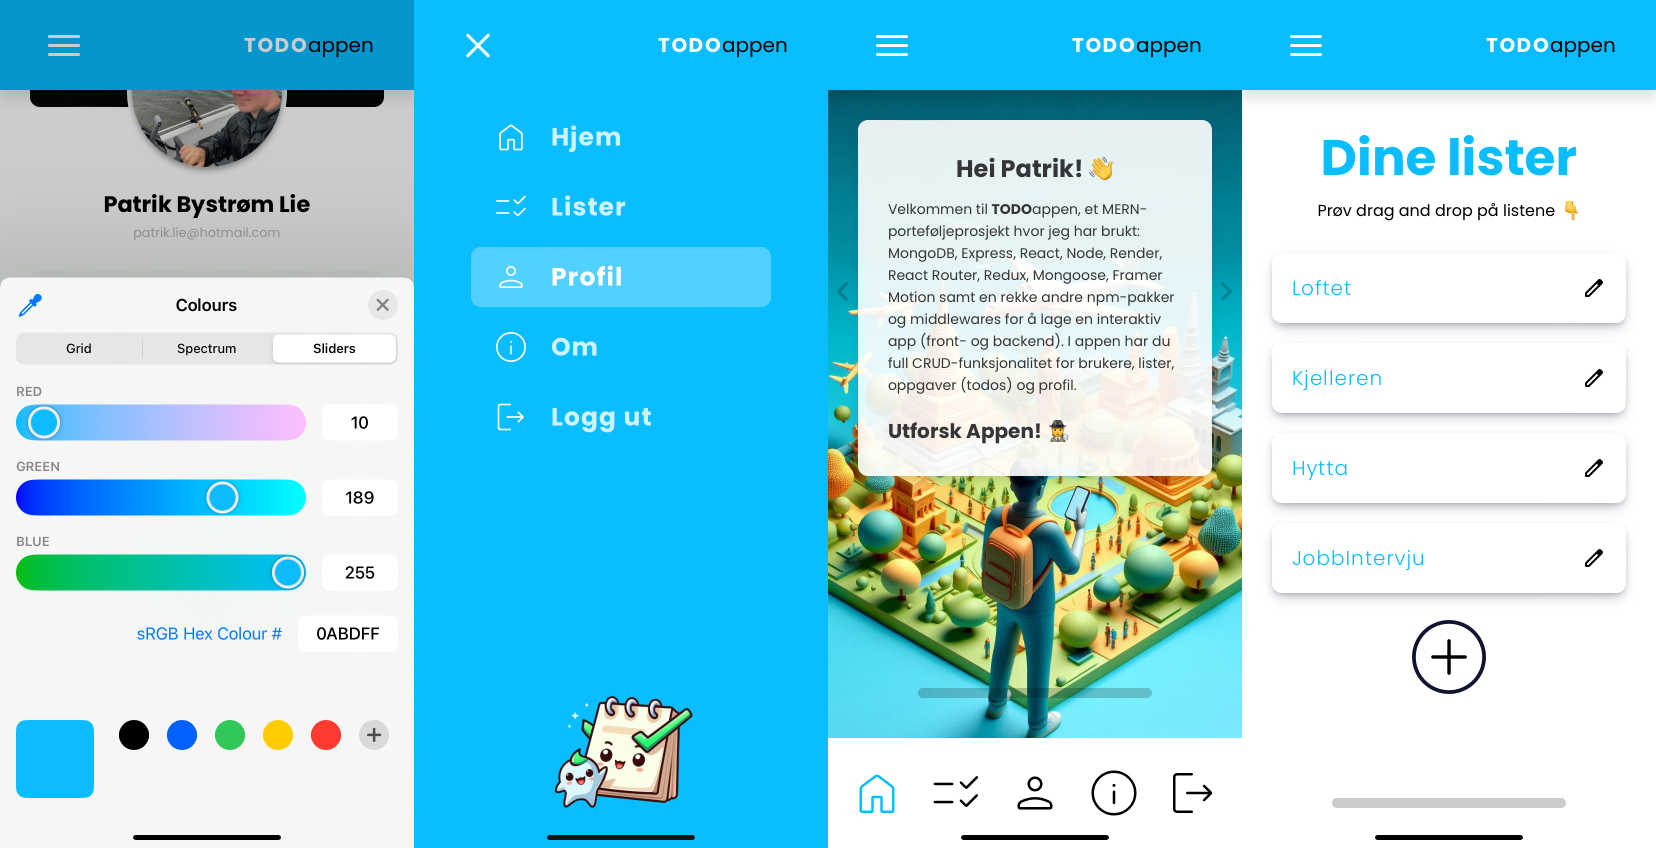 TODOappen
Patrik Bystrøm Lie
patrik.lie@hotmail.com
Colours
Grid
Spectrum
Sliders
RED
10
GREEN
189
BLUE
255
sRGB Hex Colour #
0ABDFF
TODOappen
Hjem
Lister
Profil
Om
Logg ut
TODOappen
Hei Patrik! 👋
Velkommen til TODOappen, et MERN-
porteføljeprosjekt hvor jeg har brukt:
MongoDB, Express, React, Node, Render,
React Router, Redux, Mongoose, Framer
Motion samt en rekke andre npm-pakker
og middlewares for å lage en interaktiv
app (front- og backend). I appen har du
full CRUD-funksjonalitet for brukere, lister,
oppgaver (todos) og profil.
Utforsk Appen! 🕵️
TODOappen
Dine lister
Prøv drag and drop på listene 👇
Loftet
Kjelleren
Hytta
JobbIntervju